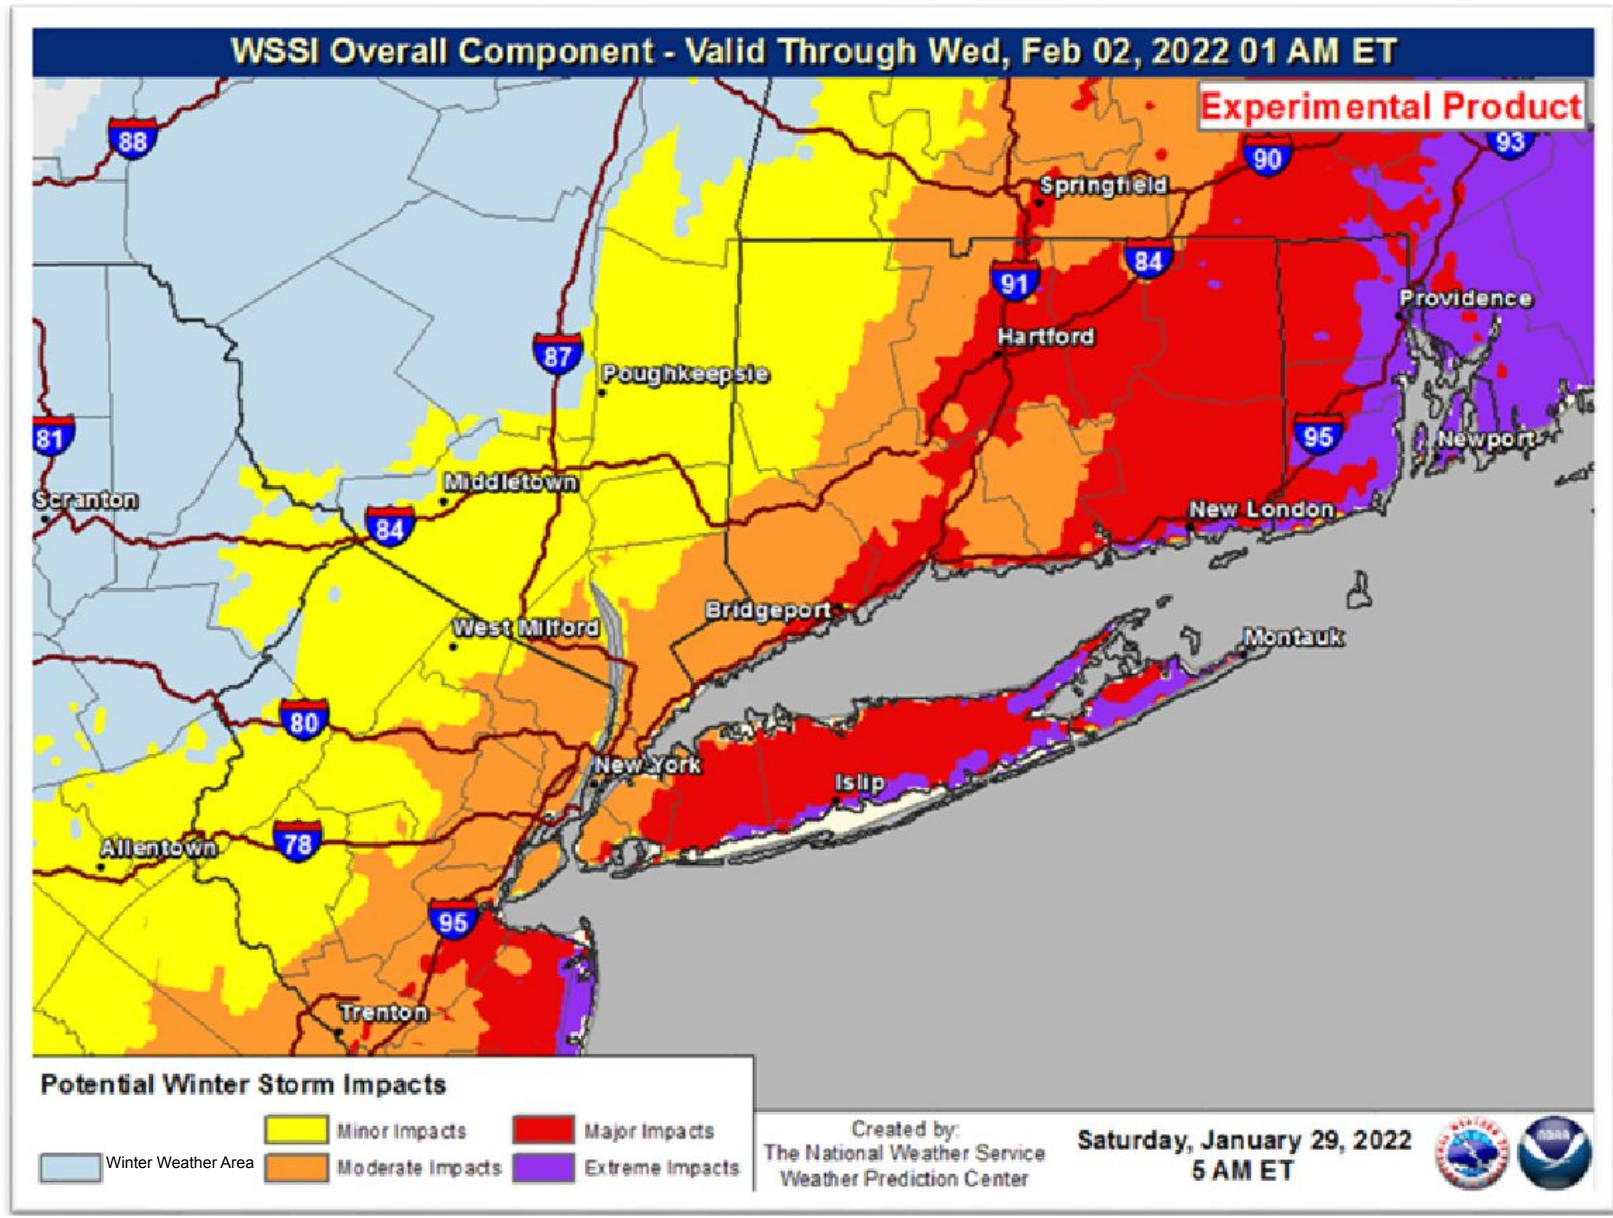 WSSI Overall Component - Valid Through Wed, Feb 02, 2022 01 AM ET
Experimental Product
88
93
90
Springfield
84
91
Providence
Hartford
87
Poughkeepsie
81
95
Newport
Middletown
Scranton
New London
84
Bridgeport
West Milford
Montauk
80
New York
Islip
78
Allentown
95
Trenton
Potential Winter Storm Impacts
Minor Impacts
Major Impacts
Winter Weather Area
Moderate Impacts
Extreme Impacts
Created by:
The National Weather Service
Weather Prediction Center
Saturday, January 29, 2022
5 AM ET
NOAA